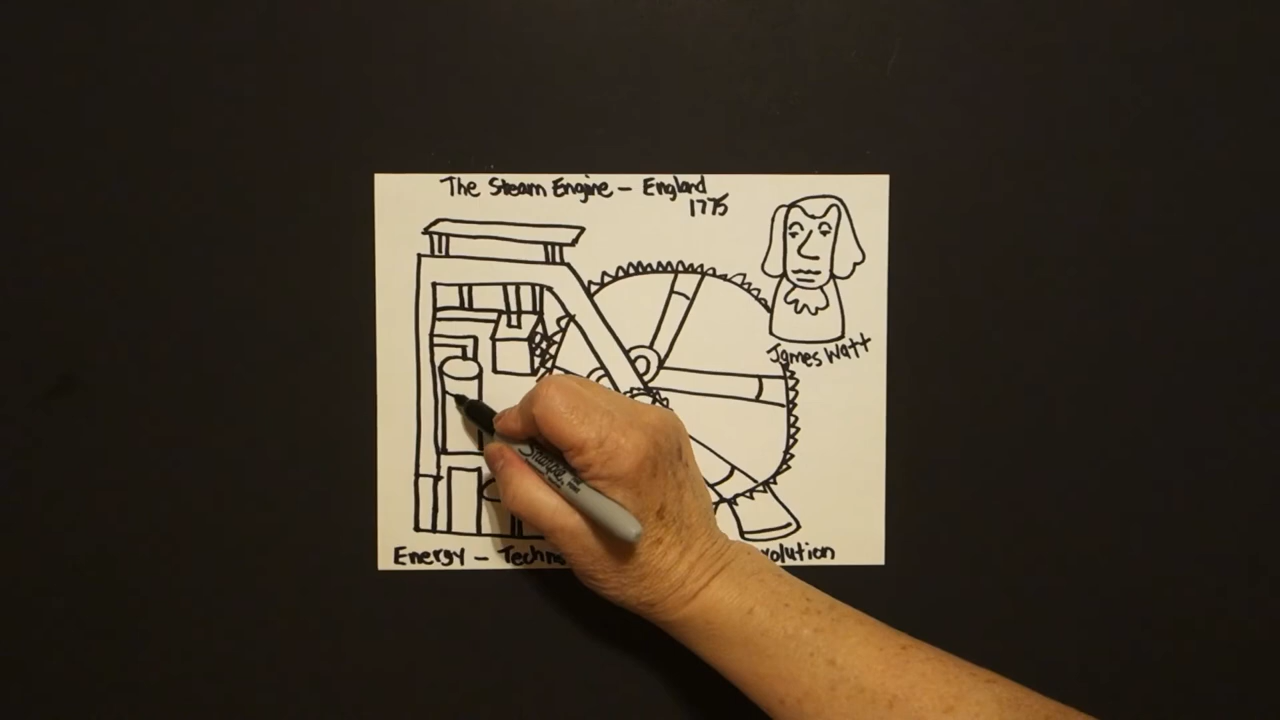 The Steam Engine - England
1775
James Watt
Sharpie
Energy - Techno volution